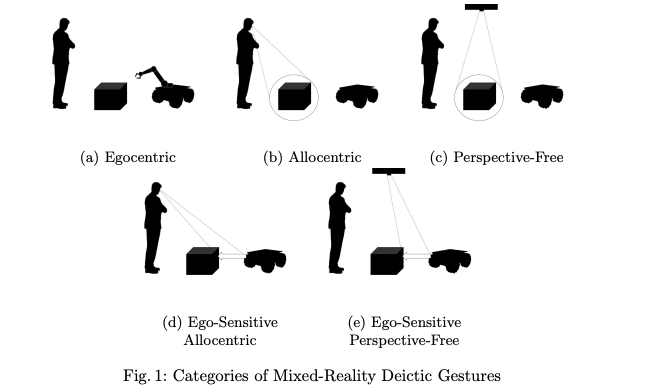 (a) Egocentric
(b) Allocentric
(c) Perspective-Free
(d) Ego-Sensitive
Allocentric
(e) Ego-Sensitive
Perspective-Free
Fig. 1: Categories of Mixed-Reality Deictic Gestures